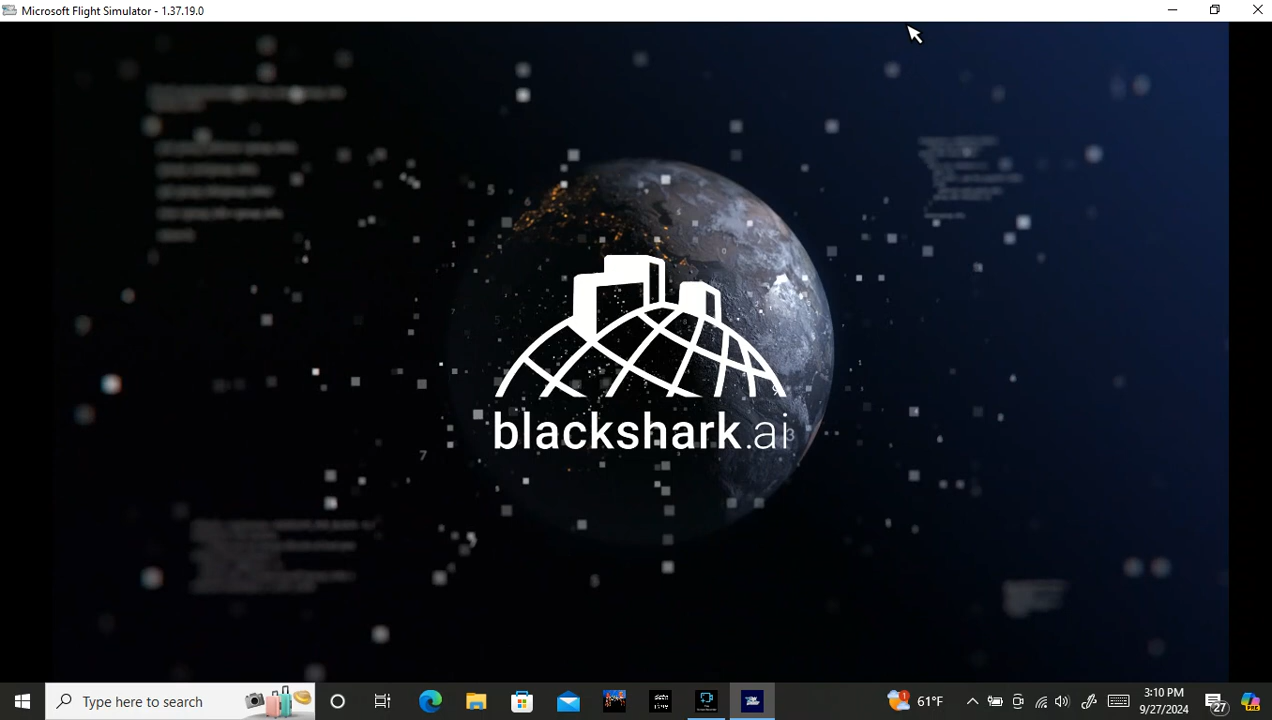 Microsoft Flight Simulator - 1.37.19.0
blackshark.ai
Type here to search
61°F
3:10 PM
9/27/2024
27